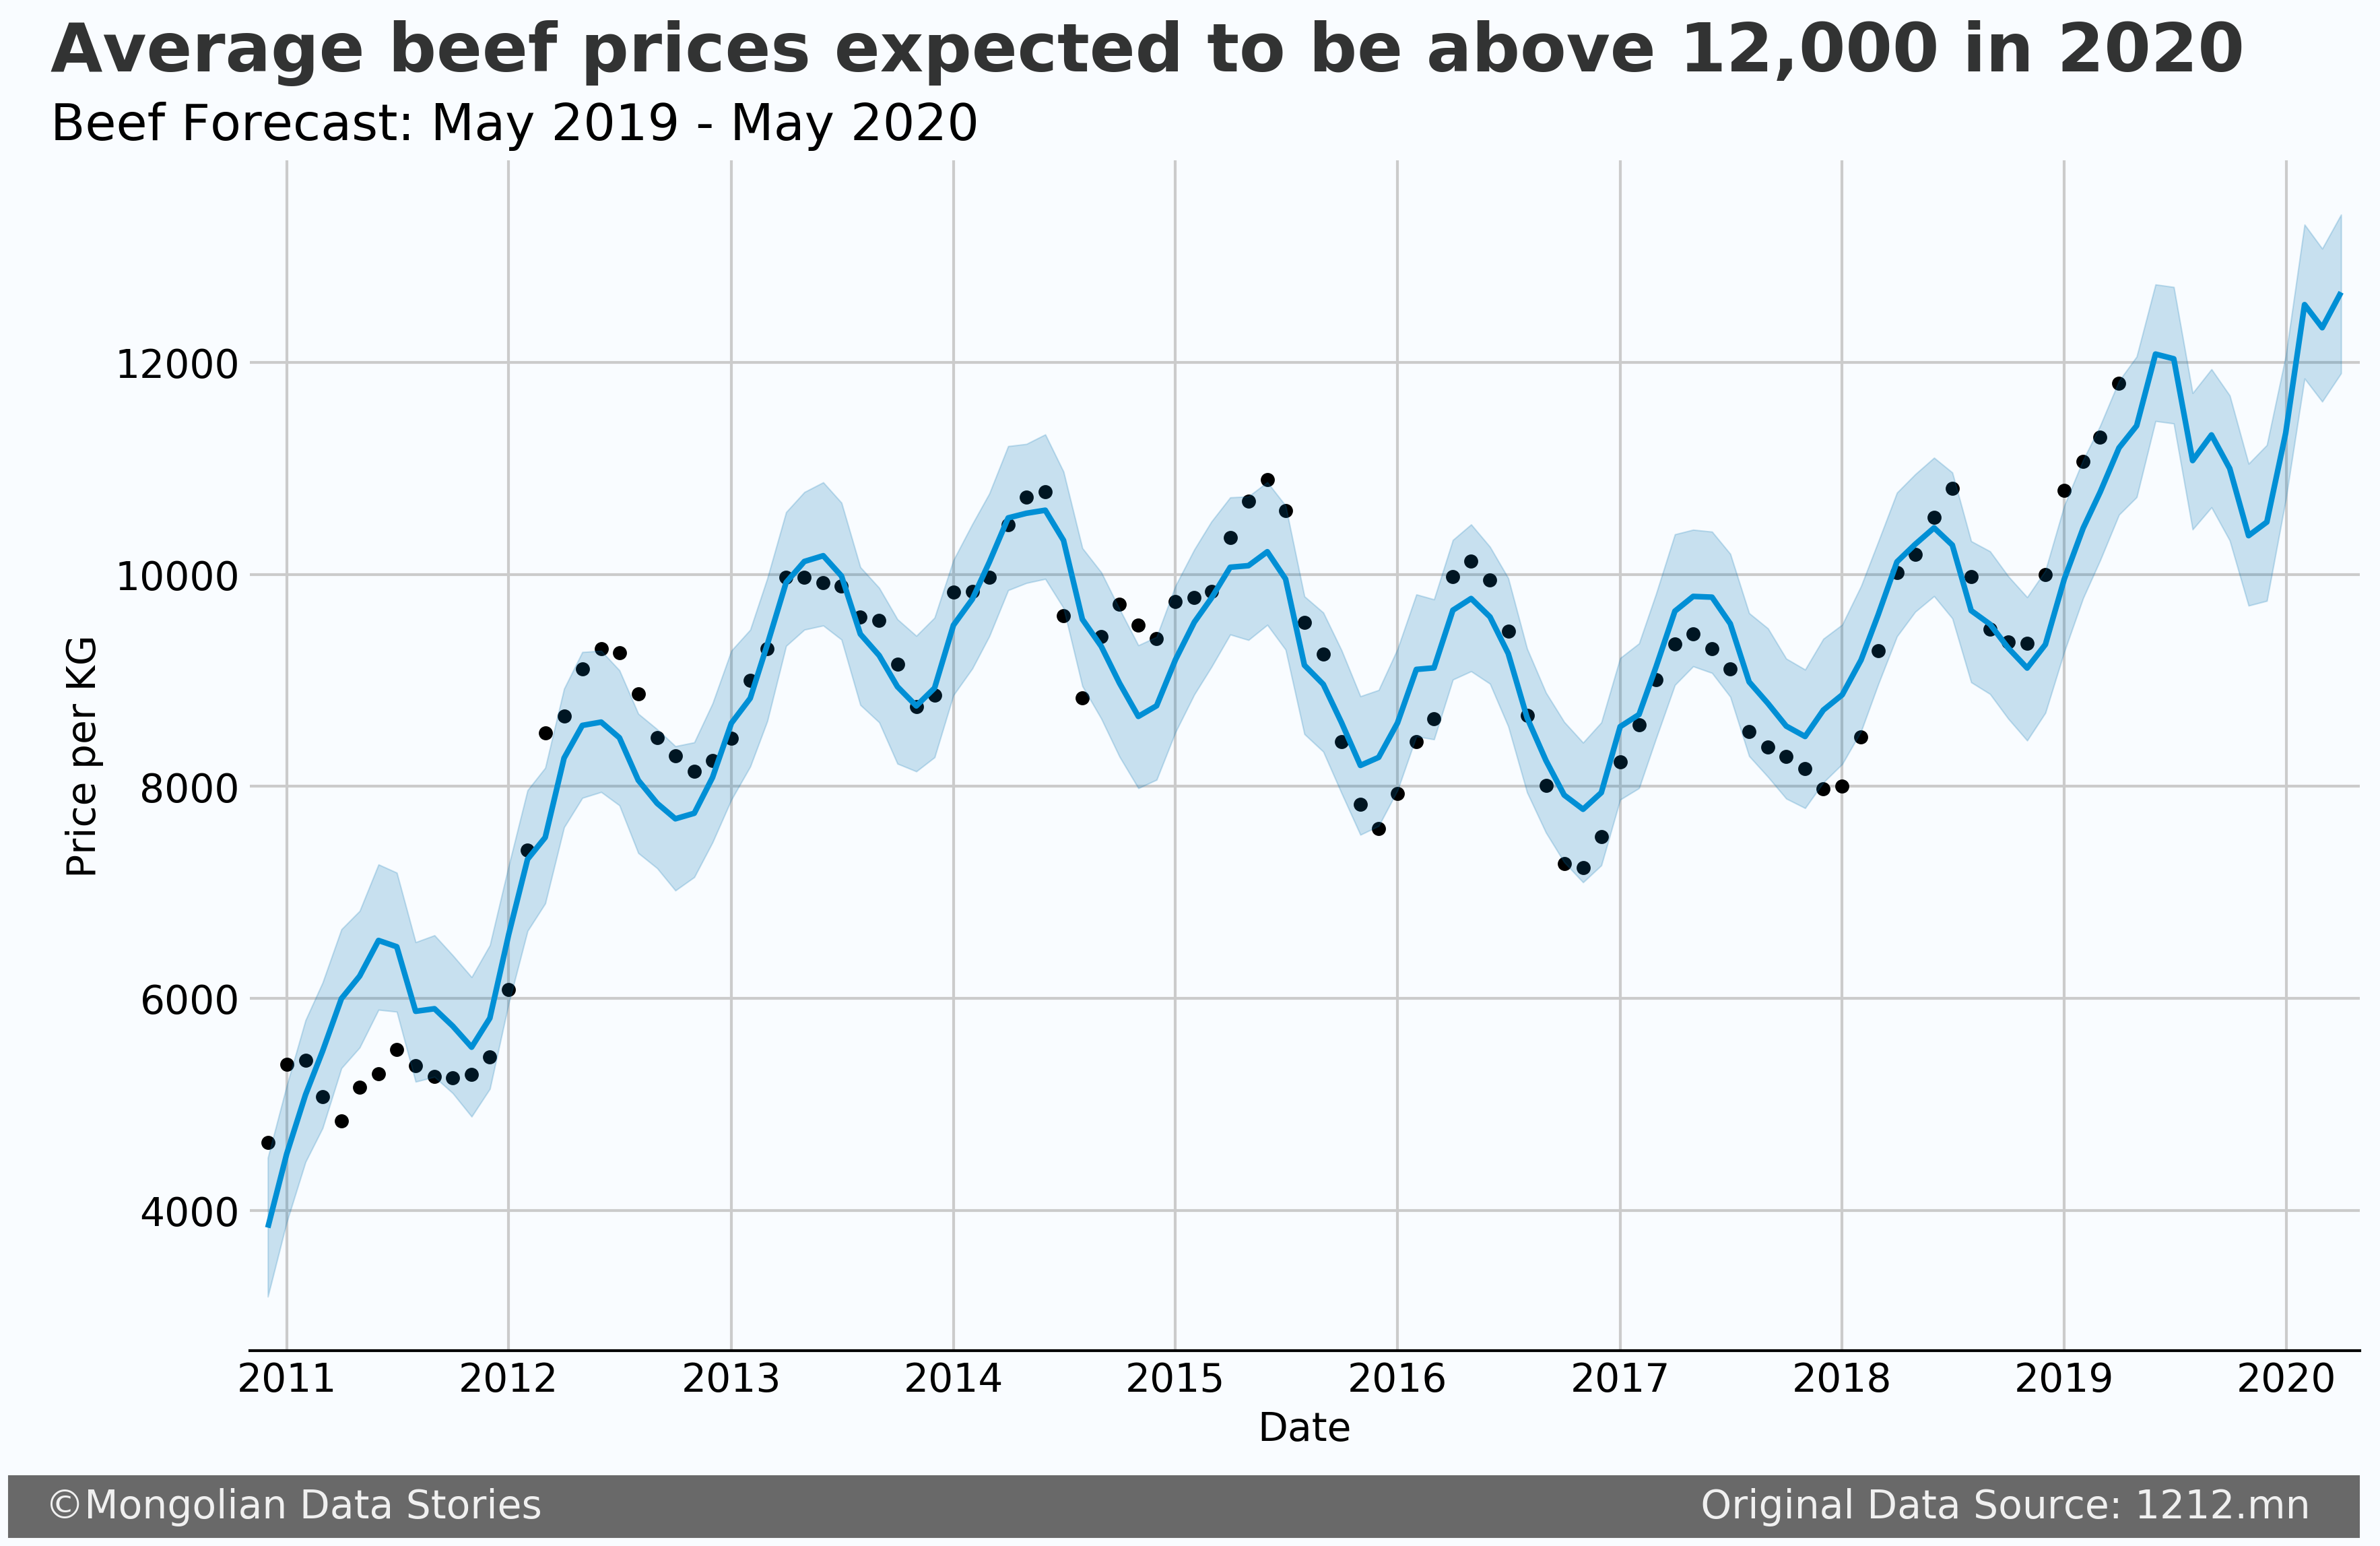 Average beef prices expected to be above 12,000 in 2020
Beef Forecast: May 2019 - May 2020
12000
10000
8000
6000
4000
Price per KG
2011 2012 2013 2014 2015 2016 2017 2018 2019 2020
Date
©Mongolian Data Stories
Original Data Source: 1212.mn